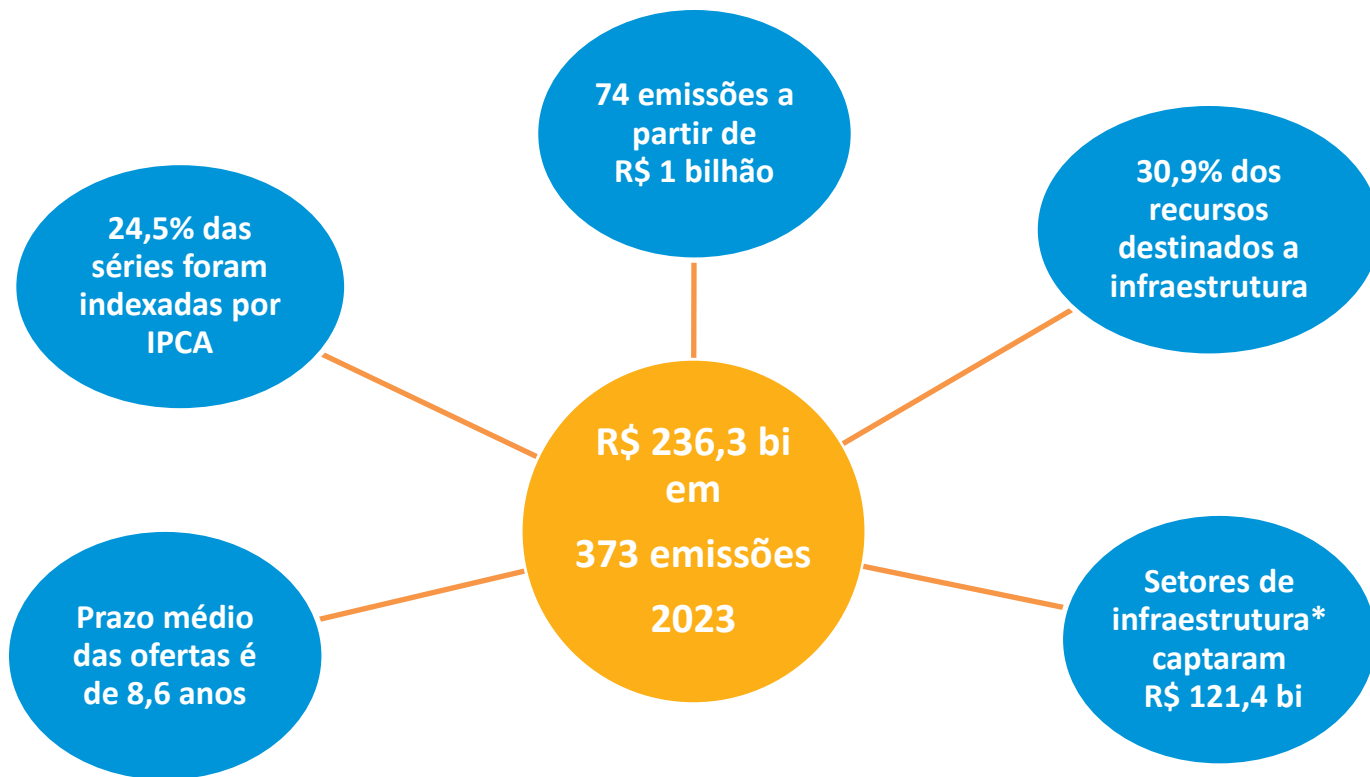 74 emissões a
partir de
R$ 1 bilhão
30,9% dos
recursos
destinados a
infraestrutura
24,5% das
séries foram
indexadas por
IPCA
R$ 236,3 bi
em
373 emissões
2023
Prazo médio
das ofertas é
de 8,6 anos
Setores de
infraestrutura*
captaram
R$ 121,4 bi